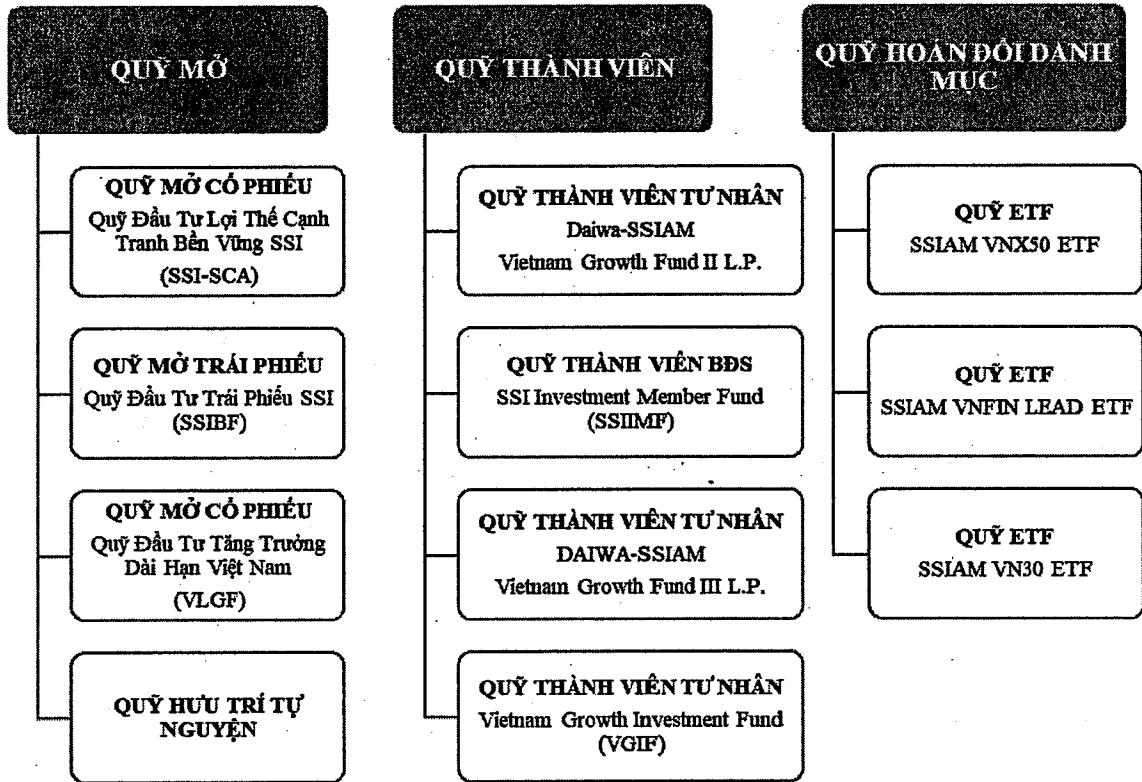 QUỸ MỞ
QUỸ MỞ CỔ PHIẾU
Quỹ Đầu Tư Lợi Thế Cạnh
Tranh Bền Vững SSI
(SSI-SCA)
QUỸ MỞ TRÁI PHIẾU
Quỹ Đầu Tư Trái Phiếu SSI
(SSIBF)
QUỸ MỞ CỔ PHIẾU
Quỹ Đầu Tư Tăng Trưởng
Dài Hạn Việt Nam
(VLGF)
QUỸ HƯU TRÍ TỰ
NGUYỆN
QUỸ THÀNH VIÊN
QUỸ THÀNH VIÊN TƯ NHÂN
Daiwa-SSIAM
Vietnam Growth Fund II L.P.
QUỸ THÀNH VIÊN BĐS
SSI Investment Member Fund
(SSIIMF)
QUỸ THÀNH VIÊN TƯ NHÂN
DAIWA-SSIAM
Vietnam Growth Fund III L.P.
QUỸ THÀNH VIÊN TƯ NHÂN
Vietnam Growth Investment Fund
(VGIF)
QUỸ HOÁN ĐỔI DANH
MỤC
QUỸ ETF
SSIAM VNX50 ETF
QUỸ ETF
SSIAM VNFIN LEAD ETF
QUỸ ETF
SSIAM VN30 ETF